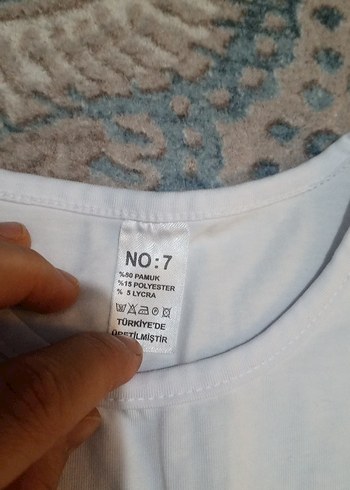 NO:7
%80 PAMUK
%15 POLYESTER
% 5 LYCRA
TÜRKİYE'DE
ÜRETİLMİŞTİR